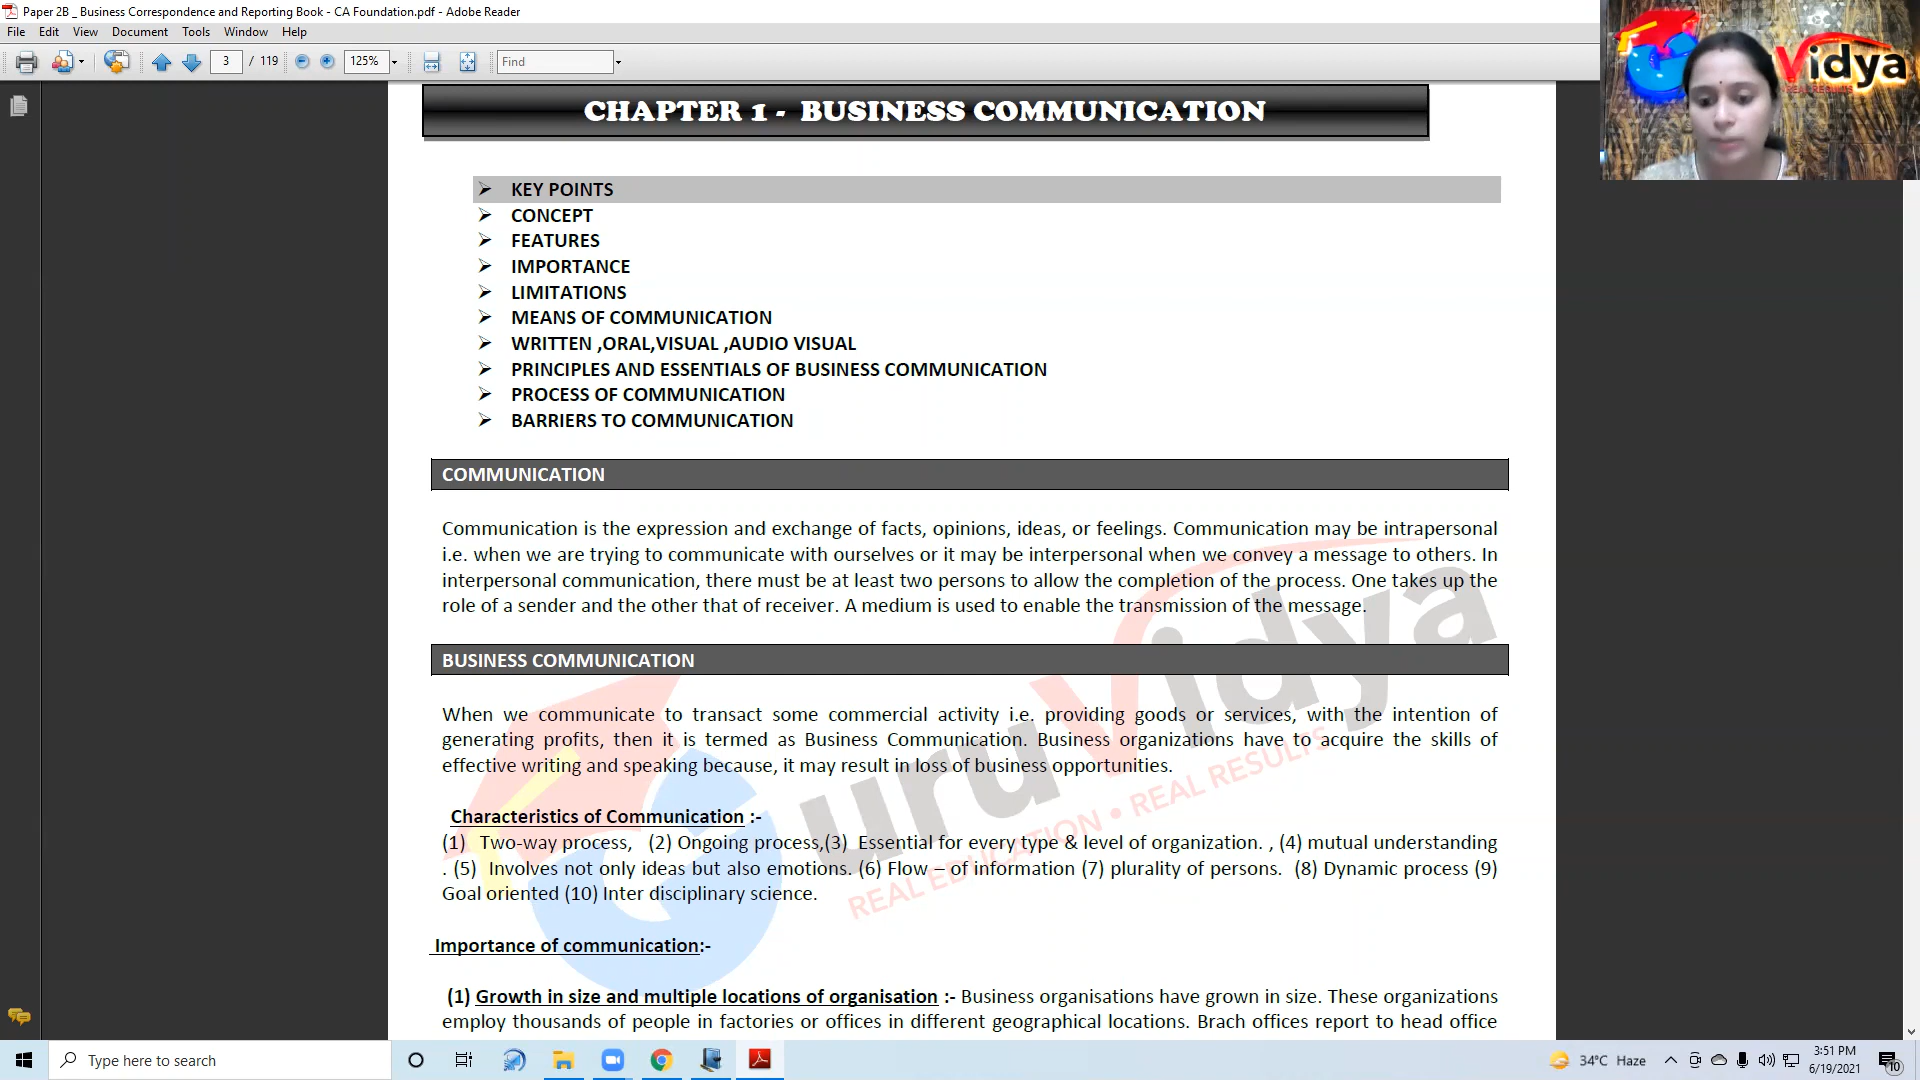 Paper 2B _ Business Correspondence and Reporting Book - CA Foundation.pdf - Adobe Reader
File Edit View Document Tools Window Help
3 / 119 125% Find
Vidya
CHAPTER 1 - BUSINESS COMMUNICATION
➢ KEY POINTS
➢ CONCEPT
➢ FEATURES
➢ IMPORTANCE
➢ LIMITATIONS
➢ MEANS OF COMMUNICATION
➢ WRITTEN ,ORAL,VISUAL ,AUDIO VISUAL
➢ PRINCIPLES AND ESSENTIALS OF BUSINESS COMMUNICATION
➢ PROCESS OF COMMUNICATION
➢ BARRIERS TO COMMUNICATION
COMMUNICATION
Communication is the expression and exchange of facts, opinions, ideas, or feelings. Communication may be intrapersonal
i.e. when we are trying to communicate with ourselves or it may be interpersonal when we convey a message to others. In
interpersonal communication, there must be at least two persons to allow the completion of the process. One takes up the
role of a sender and the other that of receiver. A medium is used to enable the transmission of the message.
BUSINESS COMMUNICATION
When we communicate to transact some commercial activity i.e. providing goods or services, with the intention of
generating profits, then it is termed as Business Communication. Business organizations have to acquire the skills of
effective writing and speaking because, it may result in loss of business opportunities.
Characteristics of Communication :-
(1) Two-way process, (2) Ongoing process,(3) Essential for every type & level of organization. , (4) mutual understanding
. (5) Involves not only ideas but also emotions. (6) Flow – of information (7) plurality of persons. (8) Dynamic process (9)
Goal oriented (10) Inter disciplinary science.
GuruVidya
REAL EDUCATION • REAL RESULTS
Importance of communication:-
(1) Growth in size and multiple locations of organisation :- Business organisations have grown in size. These organizations
employ thousands of people in factories or offices in different geographical locations. Brach offices report to head office
Type here to search
34°C Haze
3:51 PM
6/19/2021
10